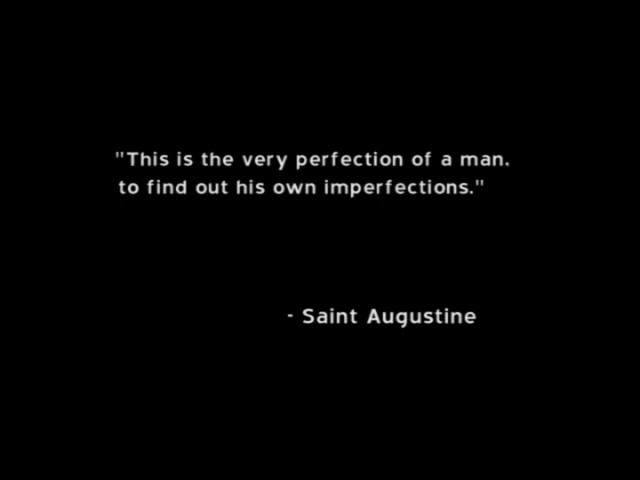 "This is the very perfection of a man.
to find out his own imperfections."
- Saint Augustine